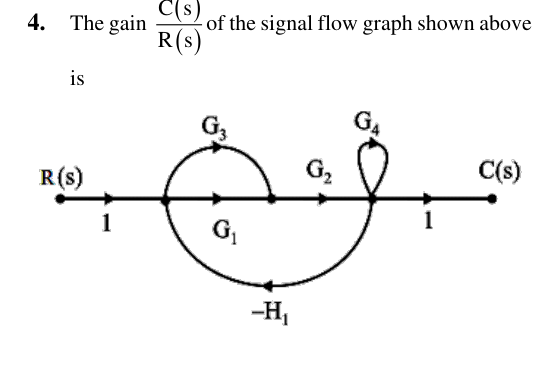 4. The gain C(s)/R(s) of the signal flow graph shown above
is
G₃
G₄
R(s)
G₂
C(s)
1
G₁
1
–H₁